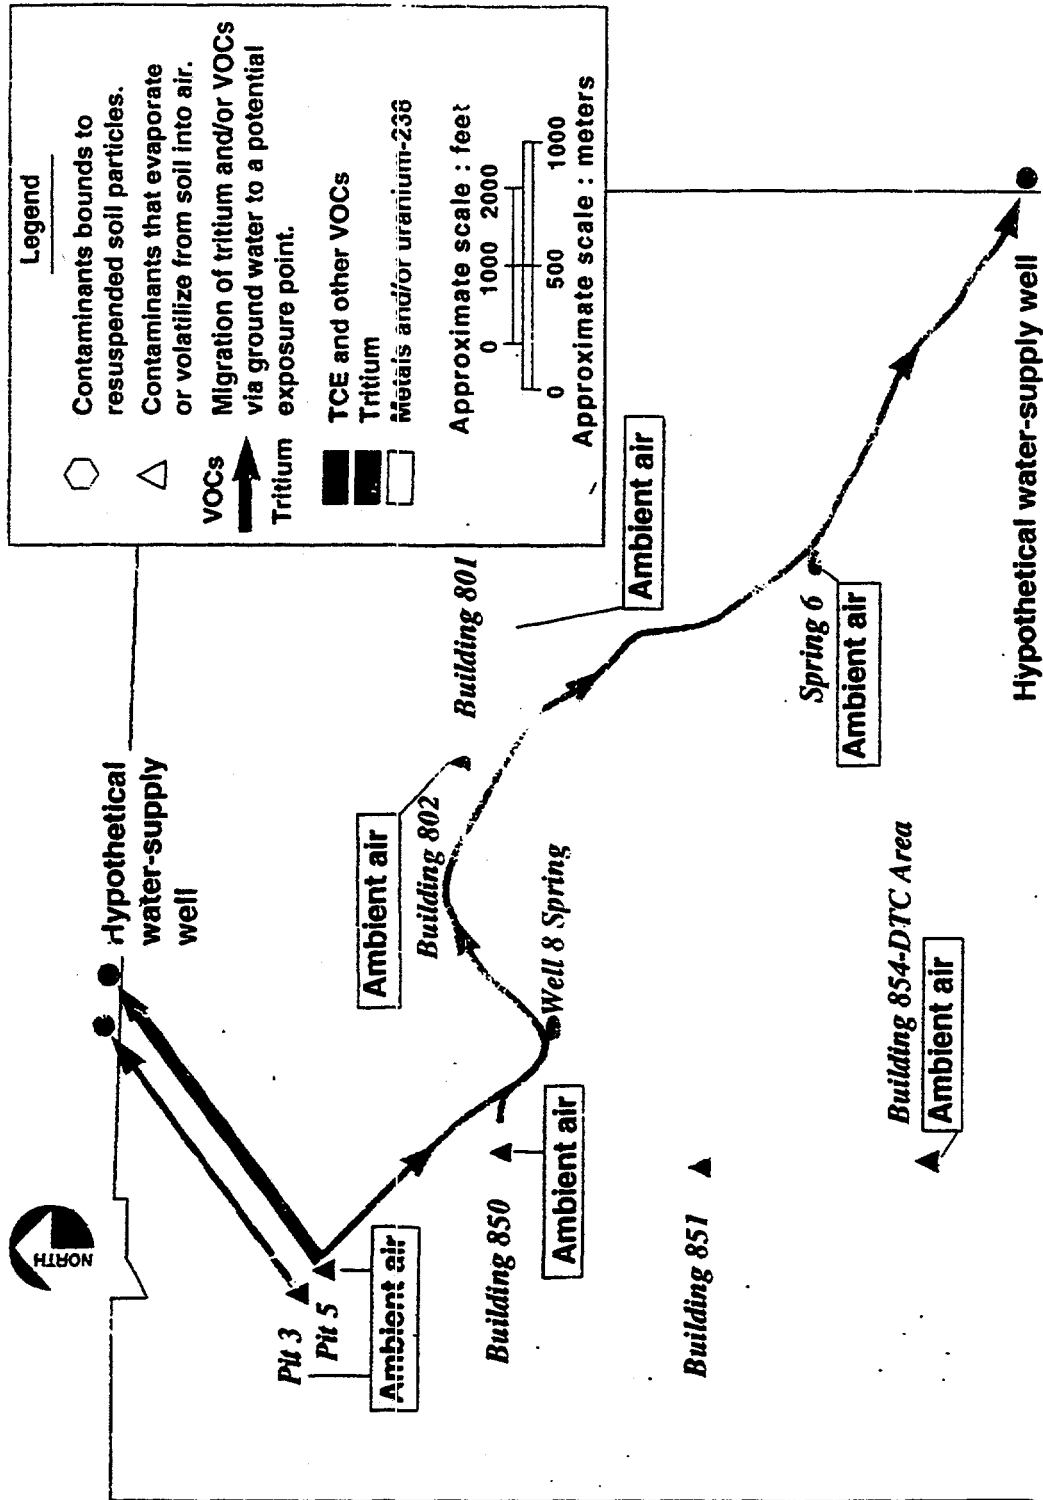 Legend
Contaminants bounds to
resuspended soil particles.
Contaminants that evaporate
or volatilize from soil into air.
VOCs
Tritium
Migration of tritium and/or VOCs
via ground water to a potential
exposure point.
TCE and other VOCs
Tritium
Metals and/or uranium-238
Approximate scale : feet
0 1000 2000
0 500 1000
Approximate scale : meters
NORTH
Hypothetical
water-supply
well
Pit 3
Pit 5
Ambient air
Building 850
Ambient air
Building 851
Well 8 Spring
Ambient air
Building 802
Building 801
Ambient air
Spring 6
Ambient air
Building 854-DTC Area
Ambient air
Hypothetical water-supply well